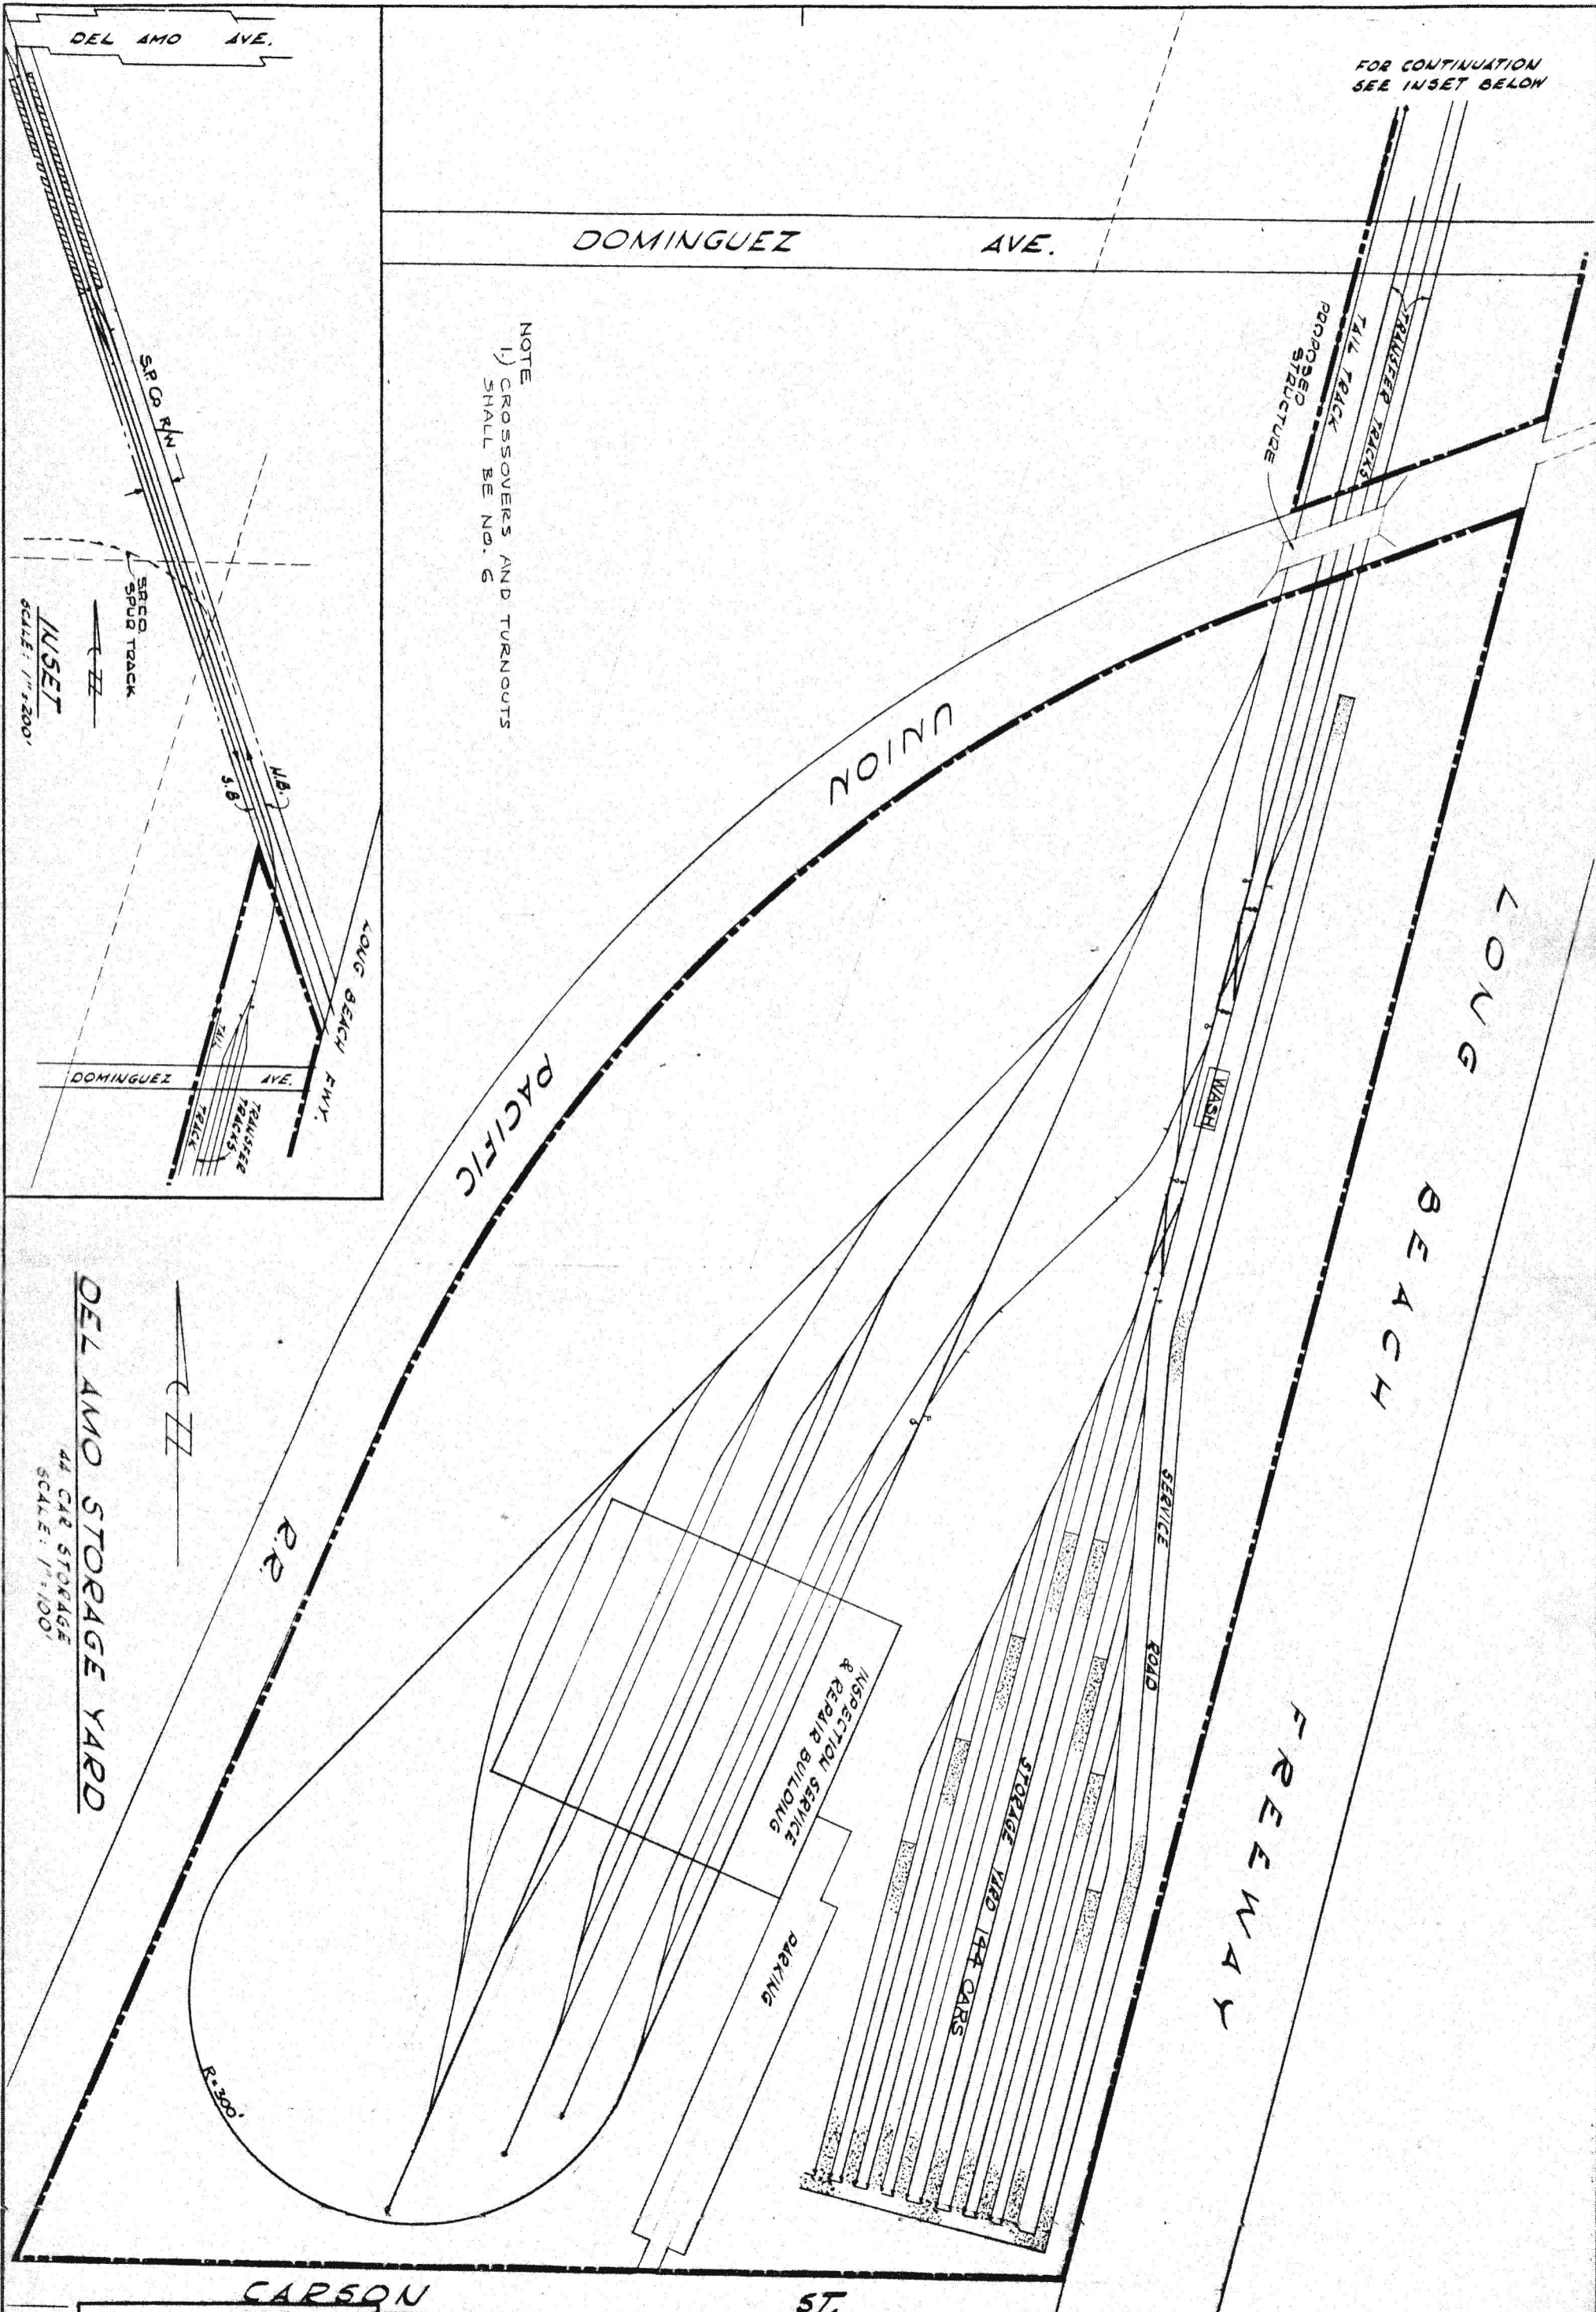 DEL AMO AVE.
FOR CONTINUATION
SEE INSET BELOW
DOMINGUEZ AVE.
PROPOSED
STRUCTURE
TAIL TRACK
TRANSFER TRACKS
NOTE
1.) CROSSOVERS AND TURNOUTS
SHALL BE NO. 6
S.P. CO R/W
S.P. CO.
SPUR TRACK
INSET
SCALE: 1"=200'
N.B.
S.B.
LONG BEACH FWY.
TAIL
TRACK
DOMINGUEZ AVE.
TRANSFER
TRACKS
UNION
PACIFIC
R.R.
LONG BEACH FREEWAY
WASH
SERVICE ROAD
INSPECTION SERVICE
& REPAIR BUILDING
STORAGE YARD 144 CARS
PARKING
R=300'
DEL AMO STORAGE YARD
44 CAR STORAGE
SCALE: 1"=100'
CARSON ST.